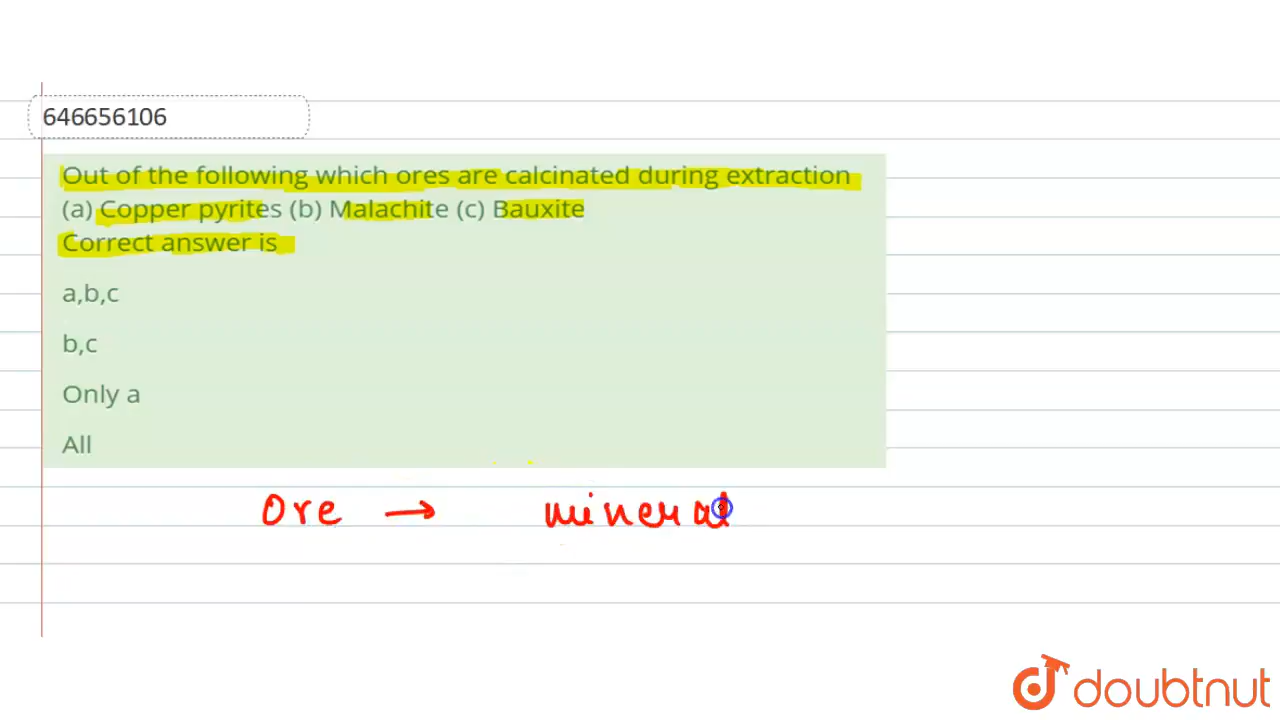 646656106
Out of the following which ores are calcinated during extraction
(a) Copper pyrites (b) Malachite (c) Bauxite
Correct answer is
a,b,c
b,c
Only a
All
Ore → mineral
doubtnut